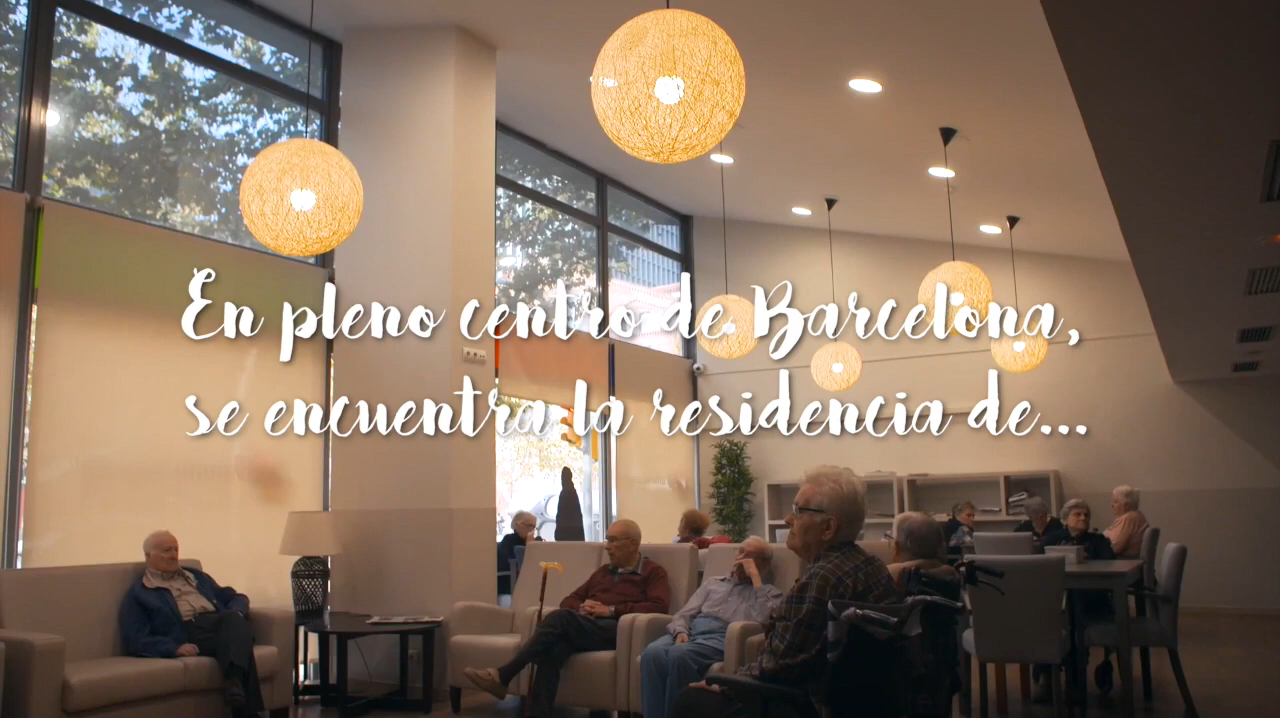 En pleno centro de Barcelona,
se encuentra la residencia de...